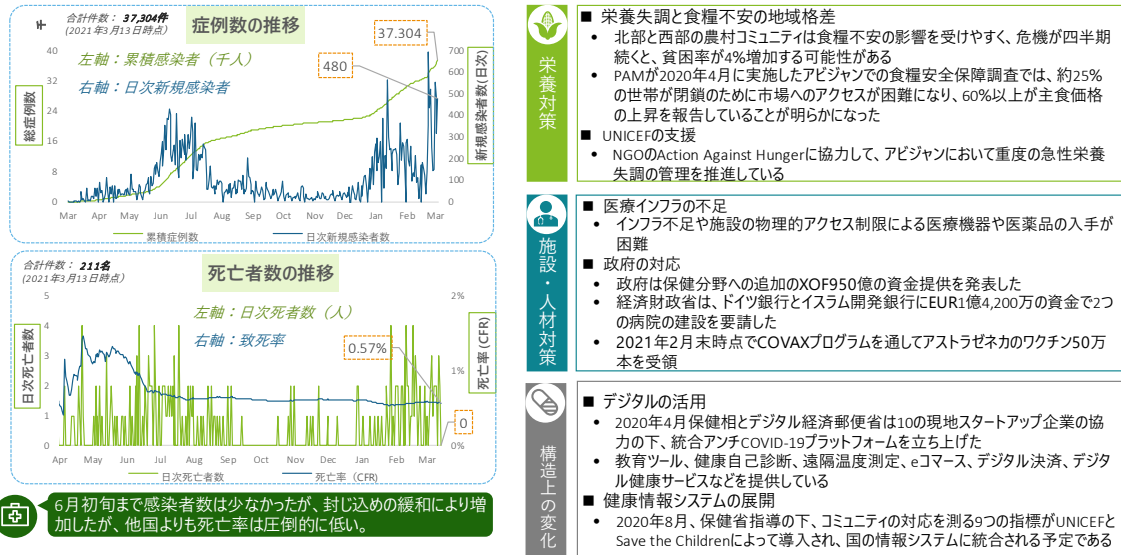 千
合計件数： 37,304件
(2021年3月13日時点)
症例数の推移
37.304
480
左軸：累積感染者（千人）
右軸：日次新規感染者
総症例数
新規感染者数(日次)
40
32
24
16
8
0
700
600
500
400
300
200
100
0
Mar Apr May Jun Jul Aug Sep Oct Nov Dec Jan Feb Mar
累積症例数 日次新規感染者数
合計件数： 211名
(2021年3月13日時点)
死亡者数の推移
左軸：日次死者数（人）
右軸：致死率
0.57%
0
日次死亡者数
死亡率 (CFR)
5
4
3
2
1
0
2%
1%
0%
Apr May Jun Jul Aug Sep Oct Nov Dec Jan Feb Mar
日次死亡者数 死亡率（CFR）
6月初旬まで感染者数は少なかったが、封じ込めの緩和により増
加したが、他国よりも死亡率は圧倒的に低い。
栄養対策
■ 栄養失調と食糧不安の地域格差
• 北部と西部の農村コミュニティは食糧不安の影響を受けやすく、危機が四半期
続くと、貧困率が4%増加する可能性がある
• PAMが2020年4月に実施したアビジャンでの食糧安全保障調査では、約25%
の世帯が閉鎖のために市場へのアクセスが困難になり、60%以上が主食価格
の上昇を報告していることが明らかになった
■ UNICEFの支援
• NGOのAction Against Hungerに協力して、アビジャンにおいて重度の急性栄養
失調の管理を推進している
施設・人材対策
■ 医療インフラの不足
• インフラ不足や施設の物理的アクセス制限による医療機器や医薬品の入手が
困難
■ 政府の対応
• 政府は保健分野への追加のXOF950億の資金提供を発表した
• 経済財政省は、ドイツ銀行とイスラム開発銀行にEUR1億4,200万の資金で2つ
の病院の建設を要請した
• 2021年2月末時点でCOVAXプログラムを通してアストラゼネカのワクチン50万
本を受領
構造上の変化
■ デジタルの活用
• 2020年4月保健相とデジタル経済郵便省は10の現地スタートアップ企業の協
力の下、統合アンチCOVID-19プラットフォームを立ち上げた
• 教育ツール、健康自己診断、遠隔温度測定、eコマース、デジタル決済、デジタ
ル健康サービスなどを提供している
■ 健康情報システムの展開
• 2020年8月、保健省指導の下、コミュニティの対応を測る9つの指標がUNICEFと
Save the Childrenによって導入され、国の情報システムに統合される予定である